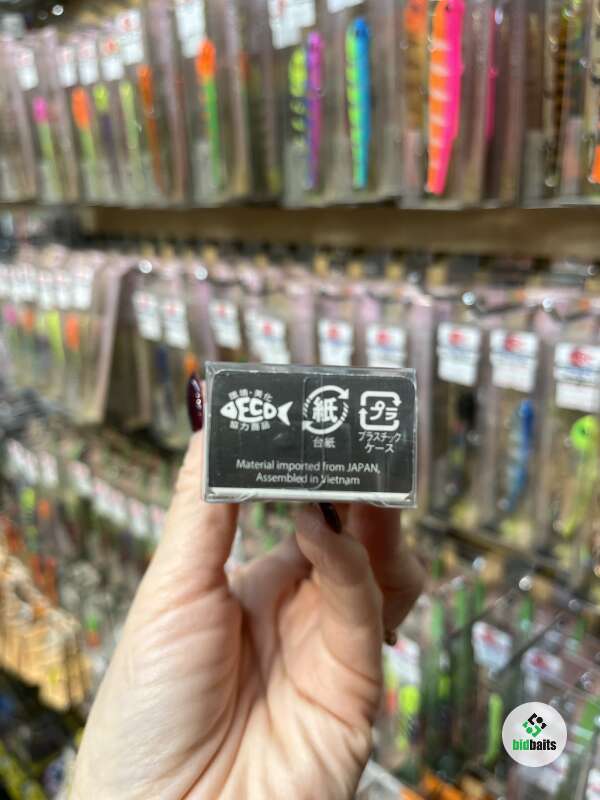 環境・美化
ECO
協力商品
紙
台紙
プラ
プラスチック
ケース
Material imported from JAPAN,
Assembled in Vietnam
bidbaits